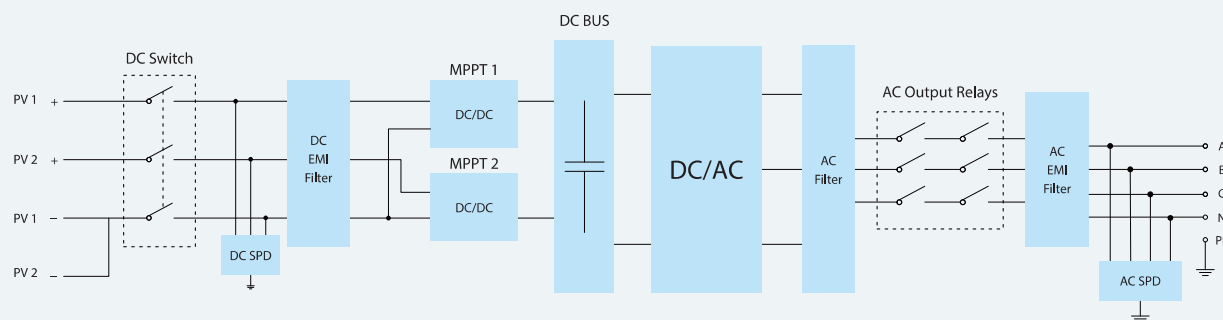 DC Switch
PV 1 +
PV 2 +
PV 1 −
PV 2 −
DC SPD
DC
EMI
Filter
MPPT 1
DC/DC
MPPT 2
DC/DC
DC BUS
DC/AC
AC
Filter
AC Output Relays
AC
EMI
Filter
AC SPD
A
N